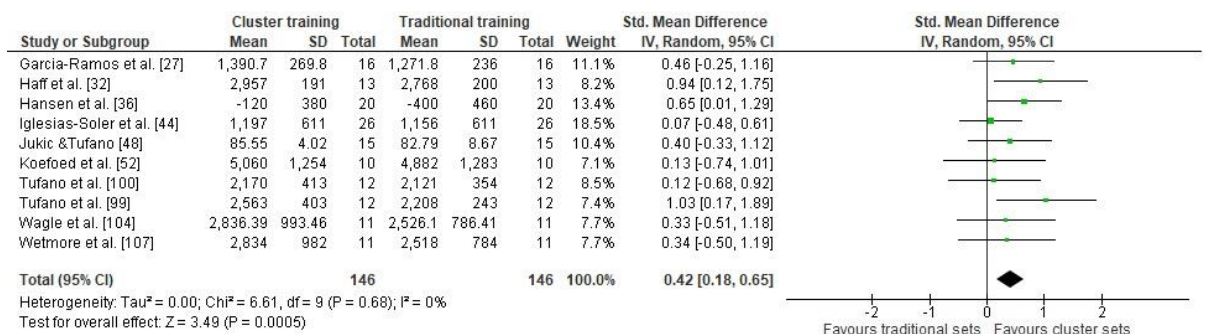 Cluster training Traditional training Std. Mean Difference Std. Mean Difference
Study or Subgroup Mean SD Total Mean SD Total Weight IV, Random, 95% CI IV, Random, 95% CI
Garcia-Ramos et al. [27] 1,390.7 269.8 16 1,271.8 236 16 11.1% 0.46 [-0.25, 1.16]
Haff et al. [32] 2,957 191 13 2,768 200 13 8.2% 0.94 [0.12, 1.75]
Hansen et al. [36] -120 380 20 -400 460 20 13.4% 0.65 [0.01, 1.29]
Iglesias-Soler et al. [44] 1,197 611 26 1,156 611 26 18.5% 0.07 [-0.48, 0.61]
Jukic &Tufano [48] 85.55 4.02 15 82.79 8.67 15 10.4% 0.40 [-0.33, 1.12]
Koefoed et al. [52] 5,060 1,254 10 4,882 1,283 10 7.1% 0.13 [-0.74, 1.01]
Tufano et al. [100] 2,170 413 12 2,121 354 12 8.5% 0.12 [-0.68, 0.92]
Tufano et al. [99] 2,563 403 12 2,208 243 12 7.4% 1.03 [0.17, 1.89]
Wagle et al. [104] 2,836.39 993.46 11 2,526.1 786.41 11 7.7% 0.33 [-0.51, 1.18]
Wetmore et al. [107] 2,834 982 11 2,518 784 11 7.7% 0.34 [-0.50, 1.19]
Total (95% CI) 146 146 100.0% 0.42 [0.18, 0.65]
Heterogeneity: Tau² = 0.00; Chi² = 6.61, df = 9 (P = 0.68); I² = 0%
Test for overall effect: Z = 3.49 (P = 0.0005)
-2 -1 0 1 2
Favours traditional sets Favours cluster sets